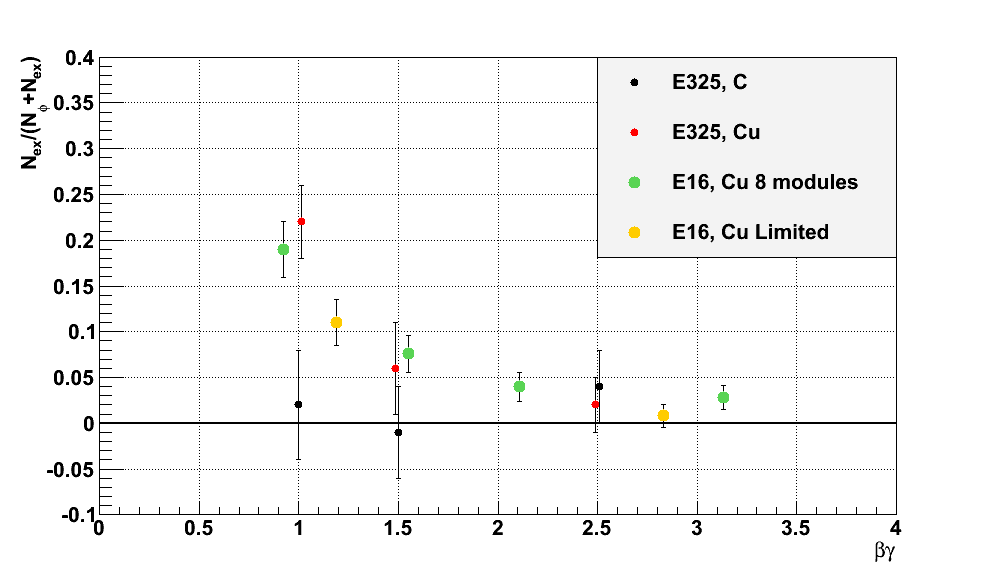 N_ex/(N_ϕ+N_ex)
0.4
0.35
0.3
0.25
0.2
0.15
0.1
0.05
0
-0.05
-0.1
E325, C
E325, Cu
E16, Cu 8 modules
E16, Cu Limited
0 0.5 1 1.5 2 2.5 3 3.5 4
βγ